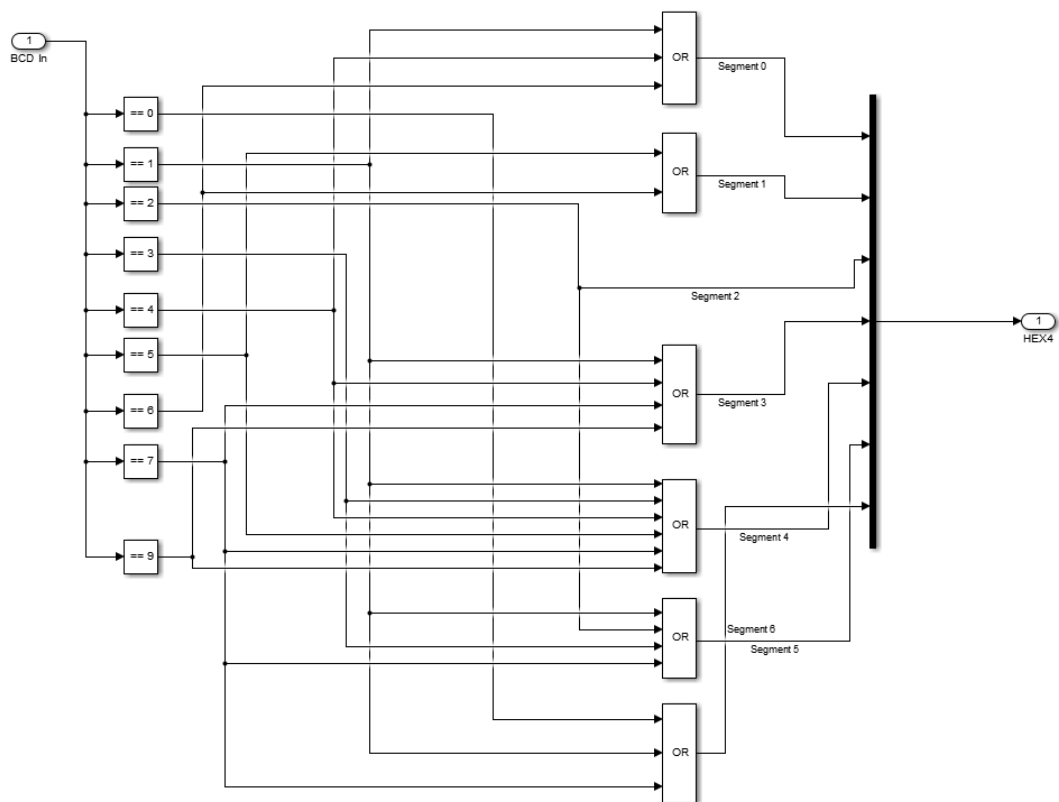 1
BCD In
== 0
== 1
== 2
== 3
== 4
== 5
== 6
== 7
== 9
OR
Segment 0
OR
Segment 1
Segment 2
OR
Segment 3
OR
Segment 4
OR
Segment 6
Segment 5
OR
1
HEX4